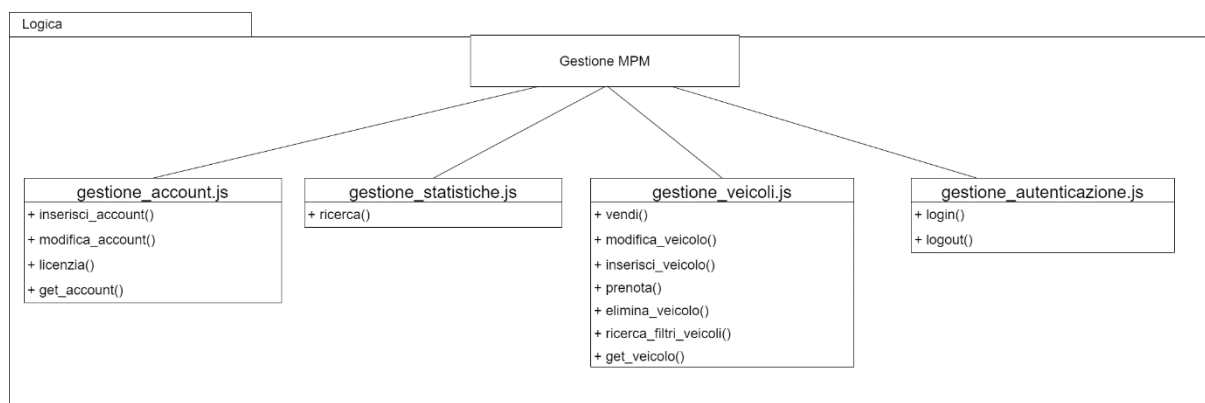 Logica
Gestione MPM
gestione_account.js
+ inserisci_account()
+ modifica_account()
+ licenzia()
+ get_account()
gestione_statistiche.js
+ ricerca()
gestione_veicoli.js
+ vendi()
+ modifica_veicolo()
+ inserisci_veicolo()
+ prenota()
+ elimina_veicolo()
+ ricerca_filtri_veicoli()
+ get_veicolo()
gestione_autenticazione.js
+ login()
+ logout()